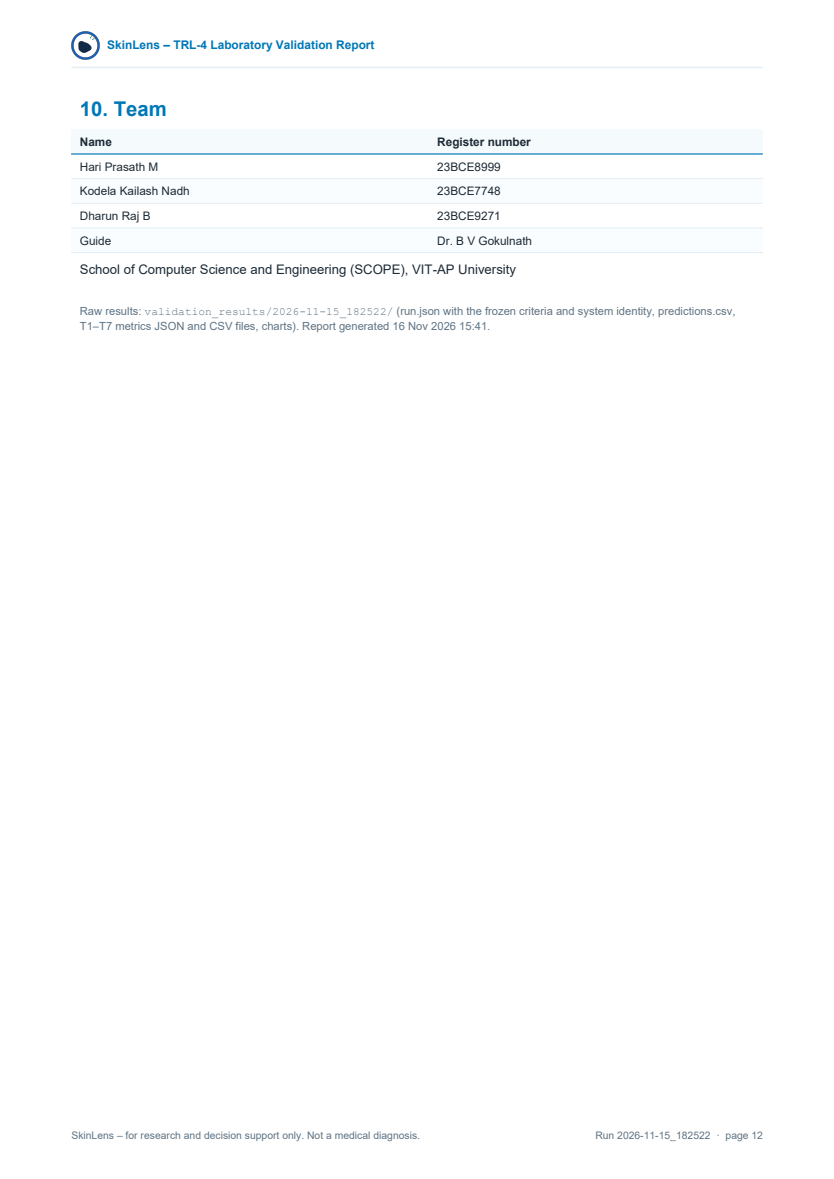 SkinLens – TRL-4 Laboratory Validation Report
10. Team
Name Register number
Hari Prasath M 23BCE8999
Kodela Kailash Nadh 23BCE7748
Dharun Raj B 23BCE9271
Guide Dr. B V Gokulnath
School of Computer Science and Engineering (SCOPE), VIT-AP University
Raw results: validation_results/2026-11-15_182522/ (run.json with the frozen criteria and system identity, predictions.csv,
T1–T7 metrics JSON and CSV files, charts). Report generated 16 Nov 2026 15:41.
SkinLens – for research and decision support only. Not a medical diagnosis. Run 2026-11-15_182522 · page 12